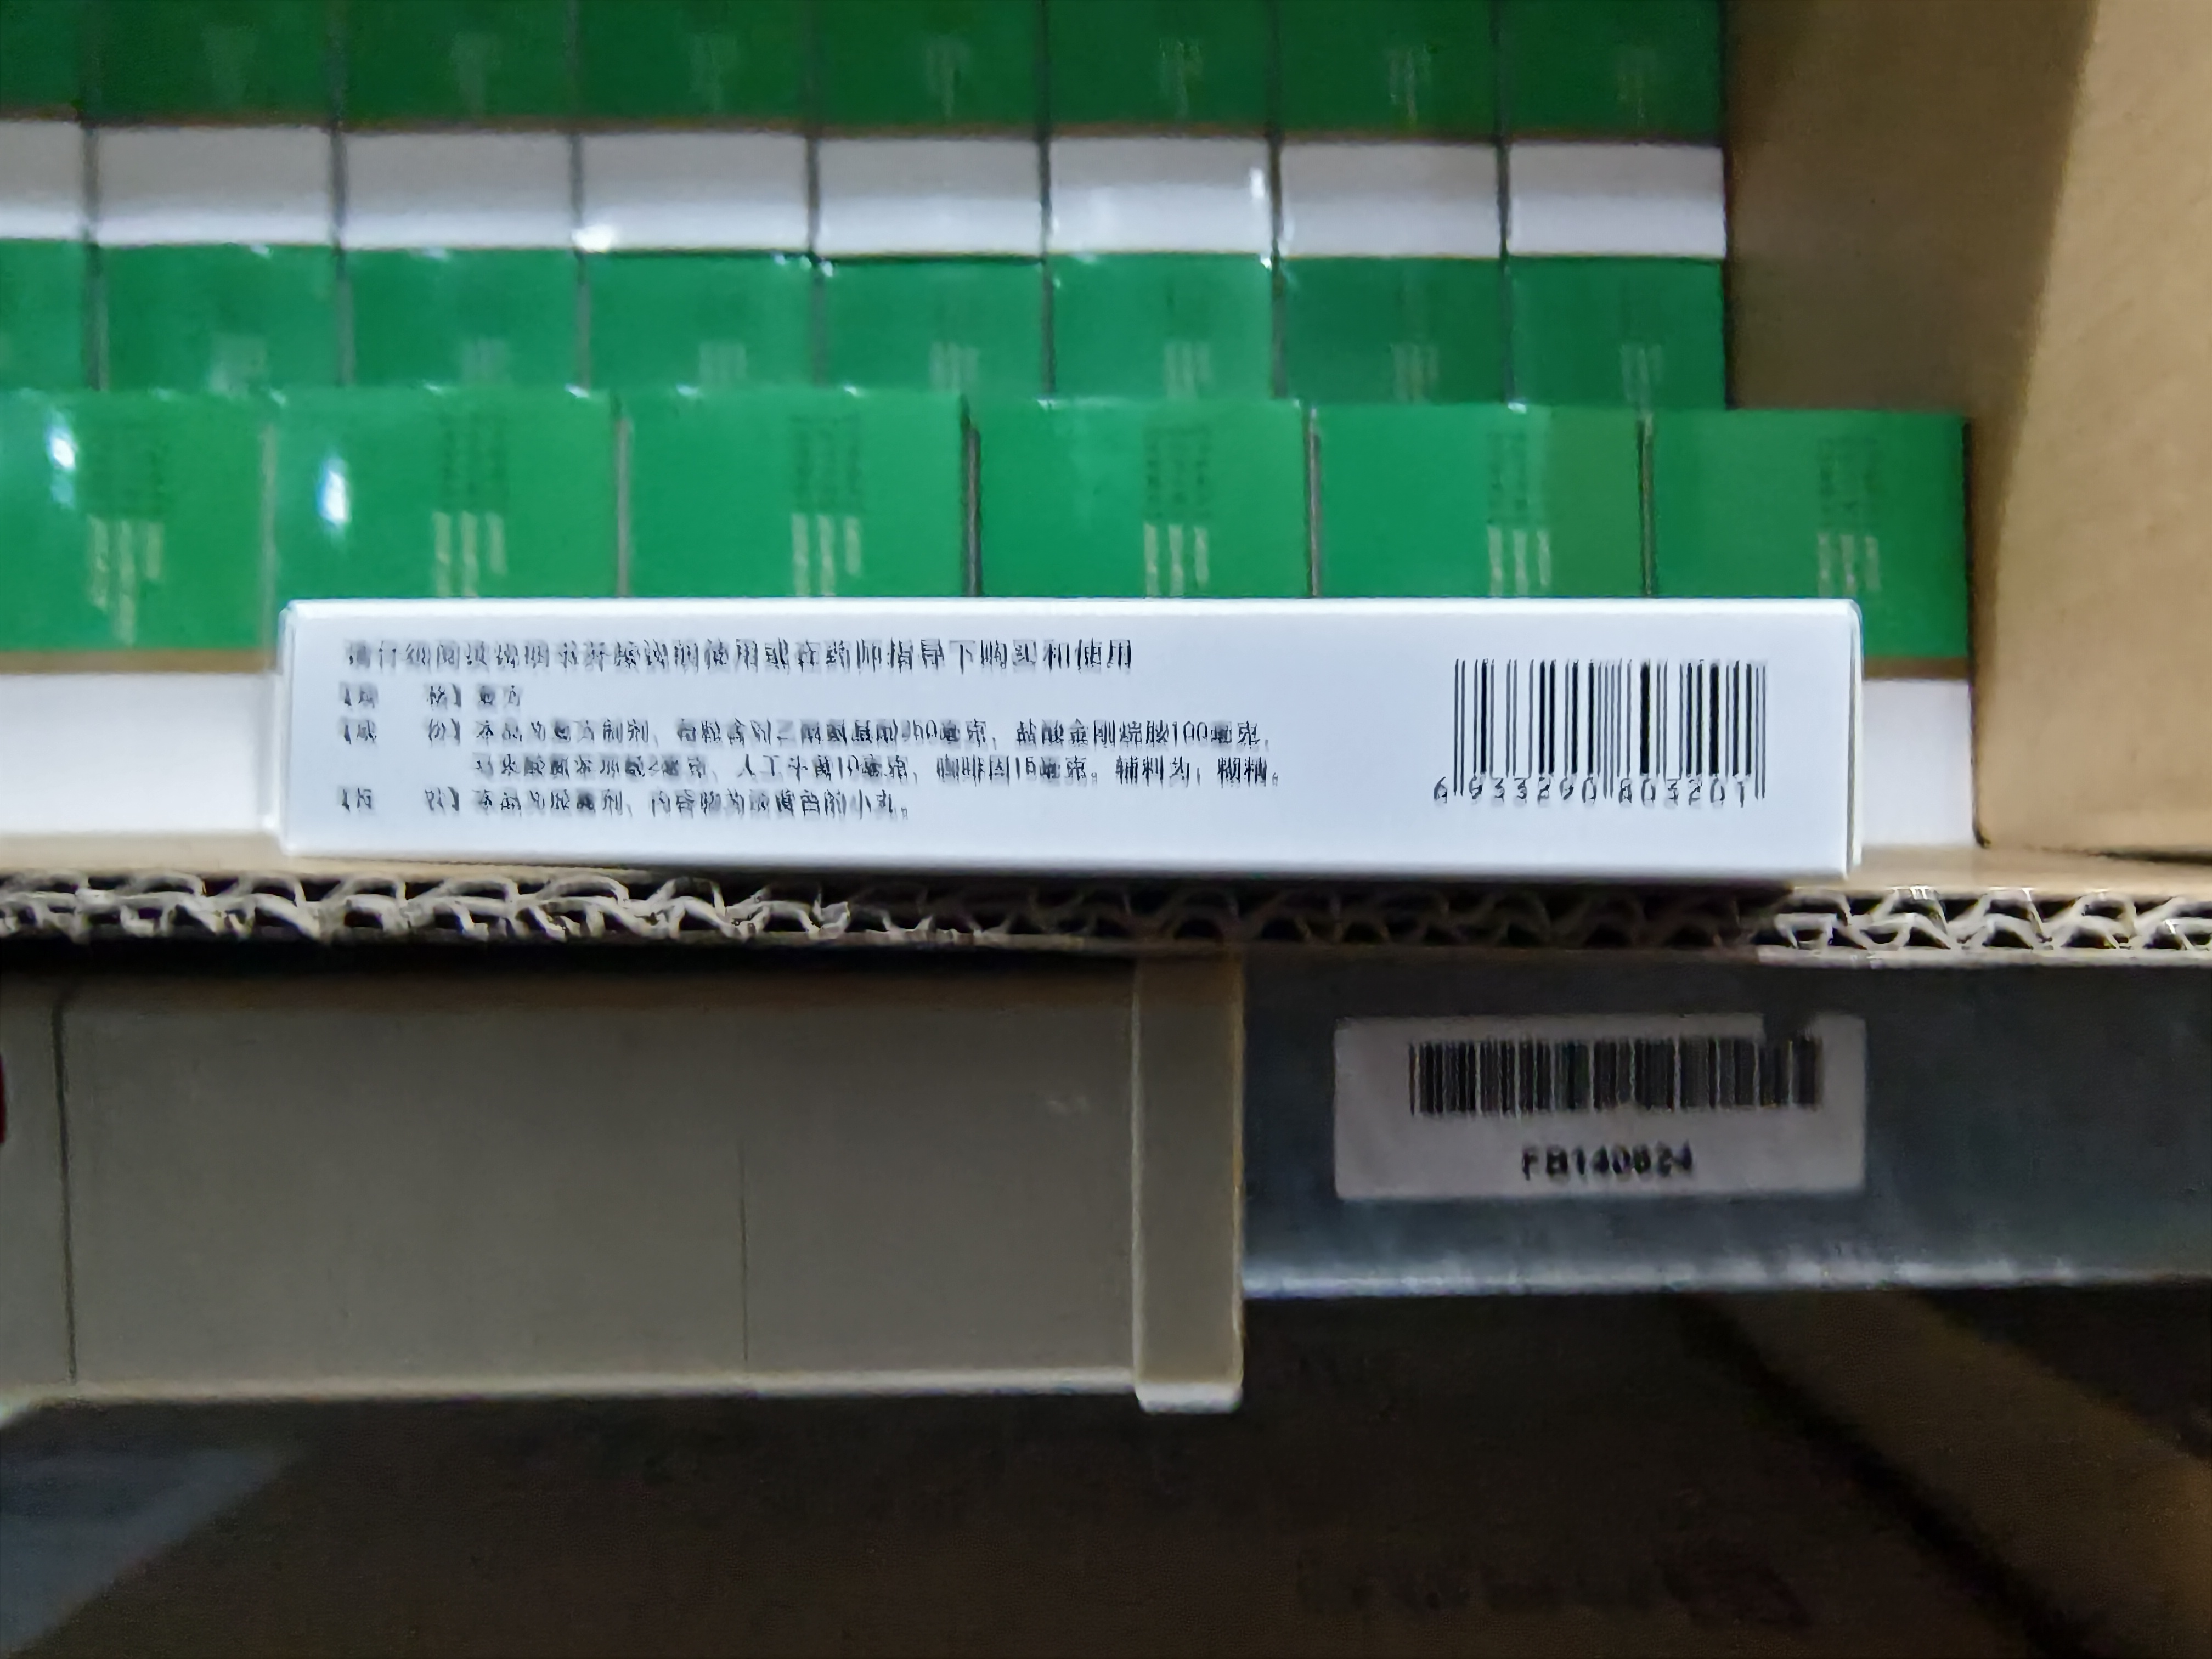 请仔细阅读说明书并按说明使用或在药师指导下购买和使用
【规 格】复方
【成 份】本品为复方制剂，每粒含对乙酰氨基酚250毫克，盐酸金刚烷胺100毫克，
马来酸氯苯那敏2毫克，人工牛黄10毫克，咖啡因15毫克。辅料为：糊精。
【性 状】本品为胶囊剂，内容物为淡黄色的小丸。
6 933290 803201
FB140624